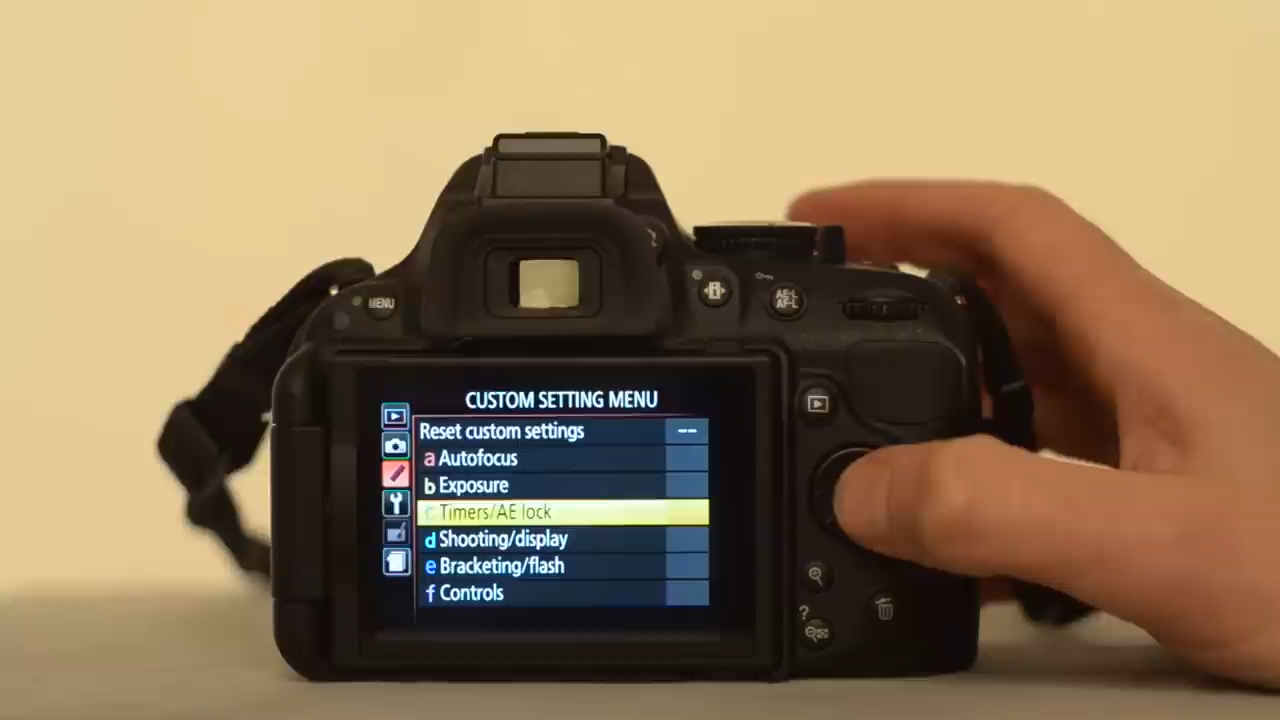 MENU
AE-L
AF-L
CUSTOM SETTING MENU
Reset custom settings --
a Autofocus
b Exposure
c Timers/AE lock
d Shooting/display
e Bracketing/flash
f Controls
?